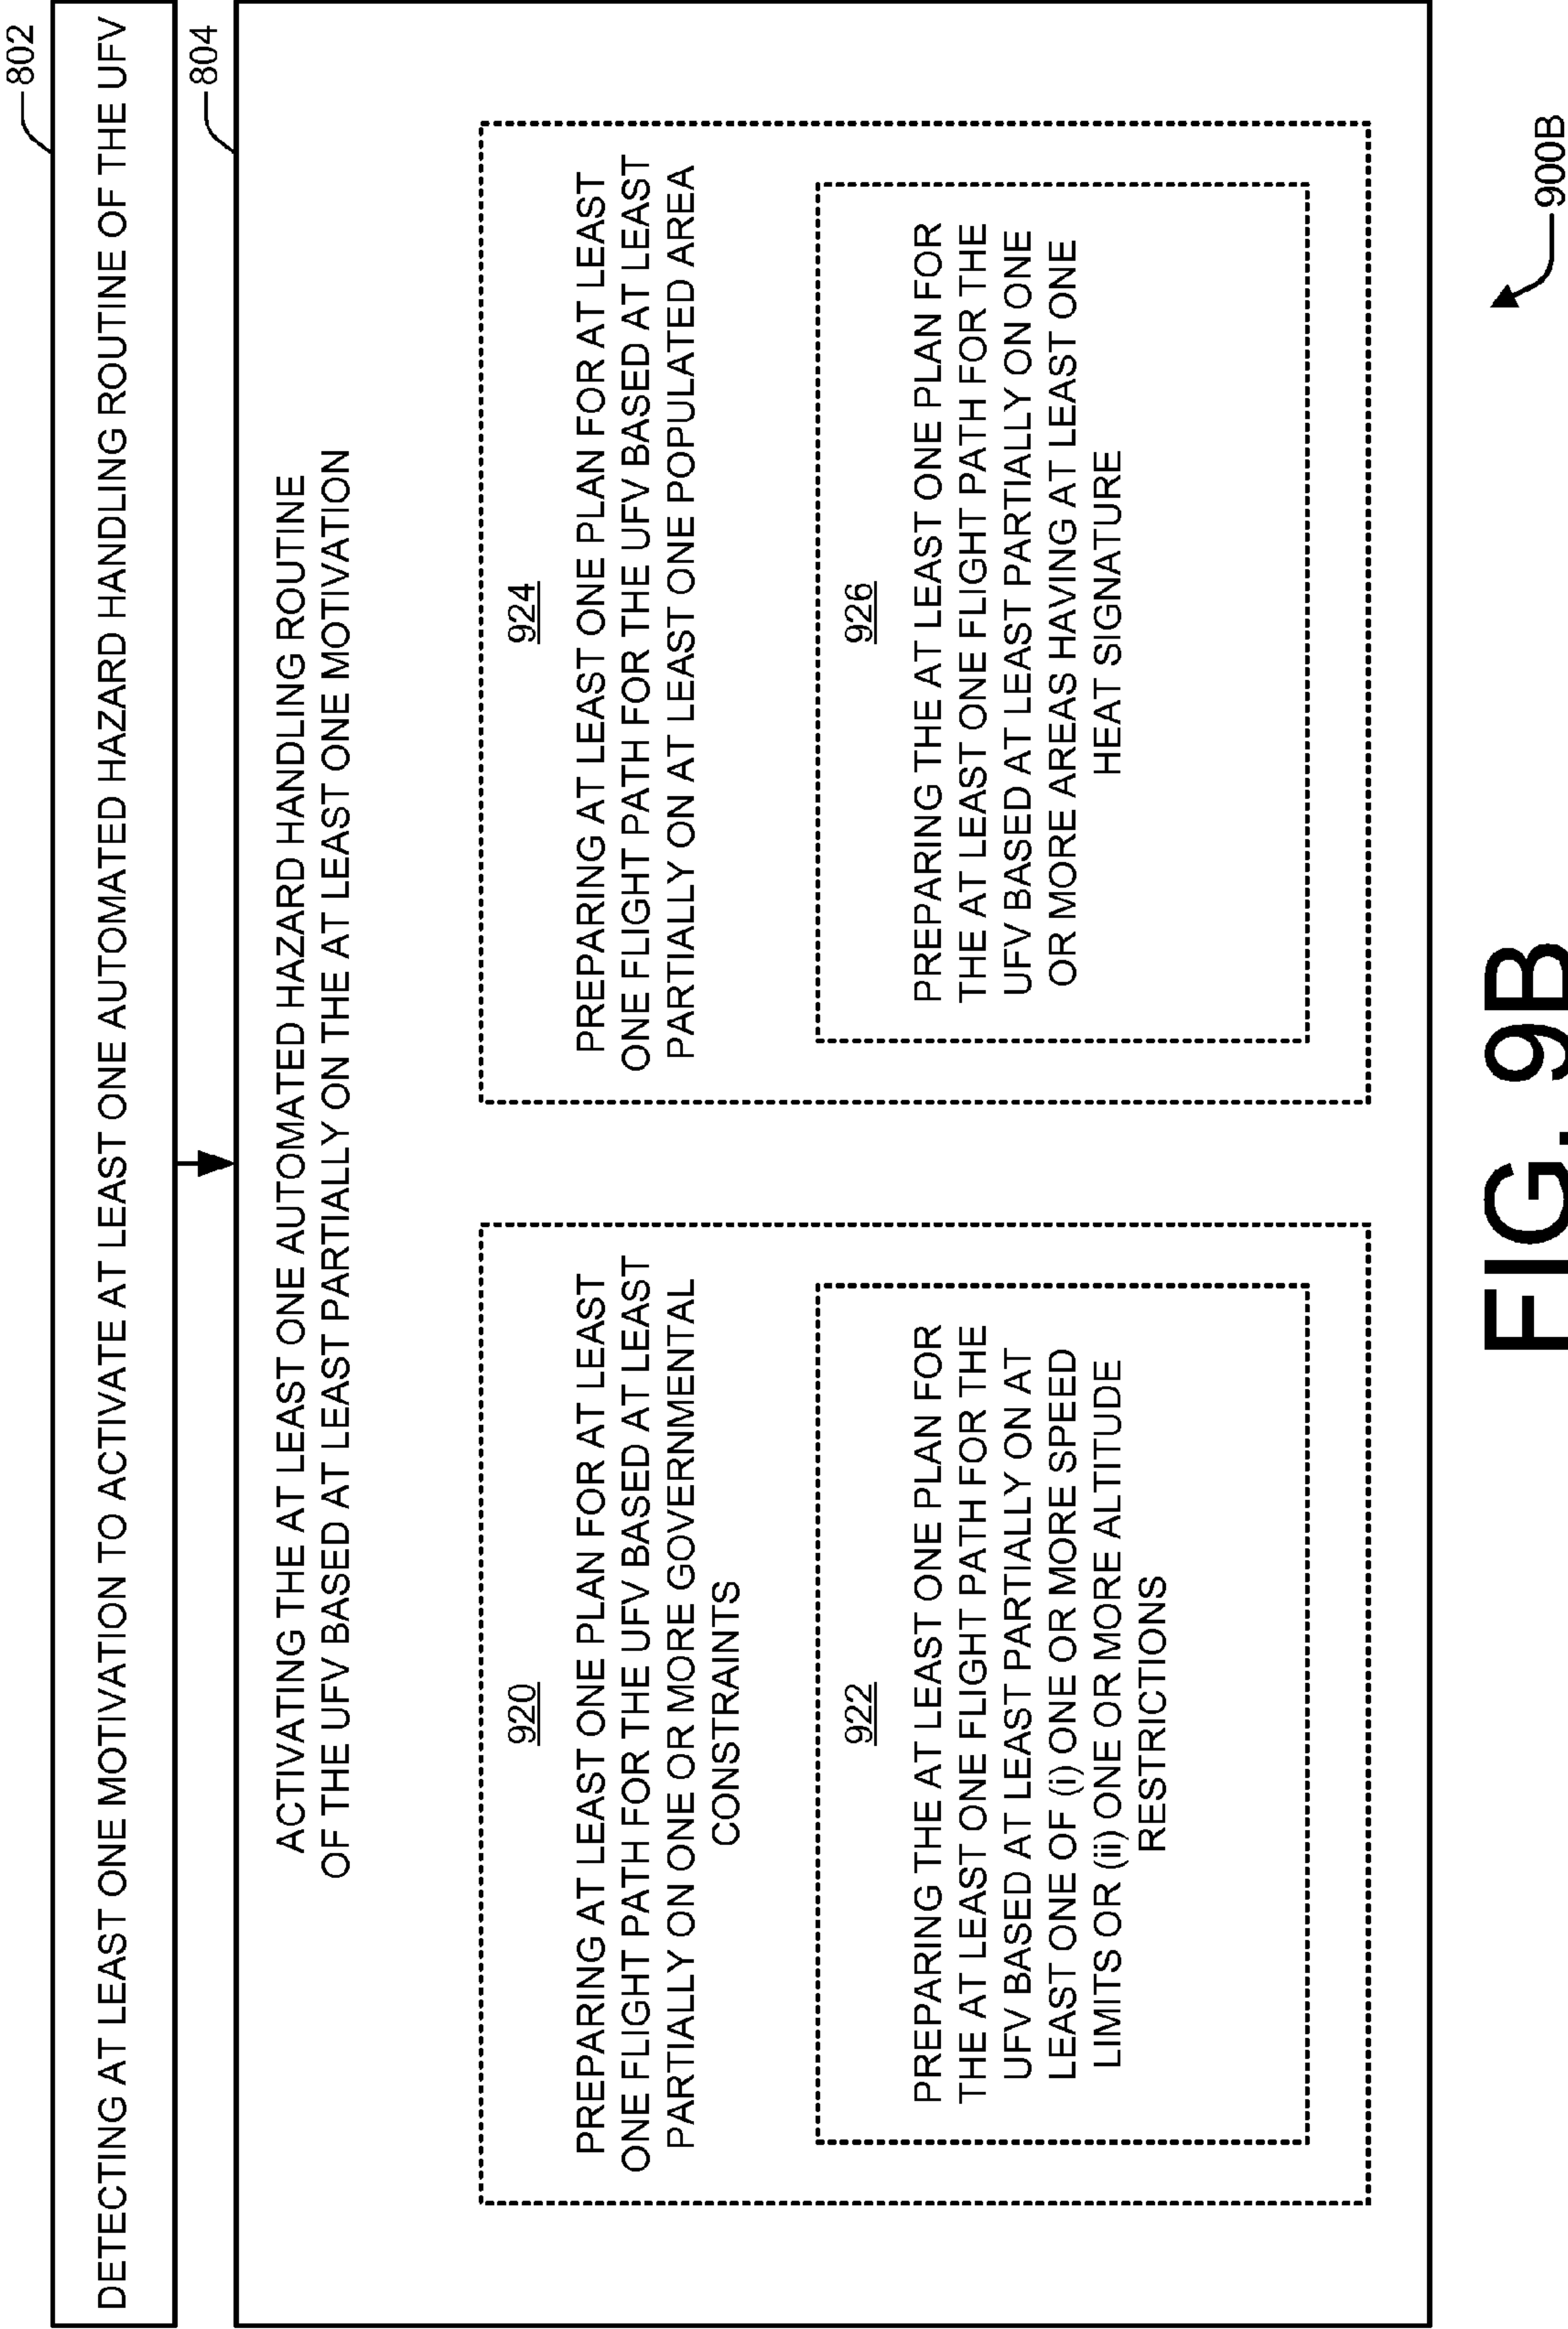 802
DETECTING AT LEAST ONE MOTIVATION TO ACTIVATE AT LEAST ONE AUTOMATED HAZARD HANDLING ROUTINE OF THE UFV
804
ACTIVATING THE AT LEAST ONE AUTOMATED HAZARD HANDLING ROUTINE
OF THE UFV BASED AT LEAST PARTIALLY ON THE AT LEAST ONE MOTIVATION
920
PREPARING AT LEAST ONE PLAN FOR AT LEAST
ONE FLIGHT PATH FOR THE UFV BASED AT LEAST
PARTIALLY ON ONE OR MORE GOVERNMENTAL
CONSTRAINTS
922
PREPARING THE AT LEAST ONE PLAN FOR
THE AT LEAST ONE FLIGHT PATH FOR THE
UFV BASED AT LEAST PARTIALLY ON AT
LEAST ONE OF (i) ONE OR MORE SPEED
LIMITS OR (ii) ONE OR MORE ALTITUDE
RESTRICTIONS
924
PREPARING AT LEAST ONE PLAN FOR AT LEAST
ONE FLIGHT PATH FOR THE UFV BASED AT LEAST
PARTIALLY ON AT LEAST ONE POPULATED AREA
926
PREPARING THE AT LEAST ONE PLAN FOR
THE AT LEAST ONE FLIGHT PATH FOR THE
UFV BASED AT LEAST PARTIALLY ON ONE
OR MORE AREAS HAVING AT LEAST ONE
HEAT SIGNATURE
FIG. 9B
900B